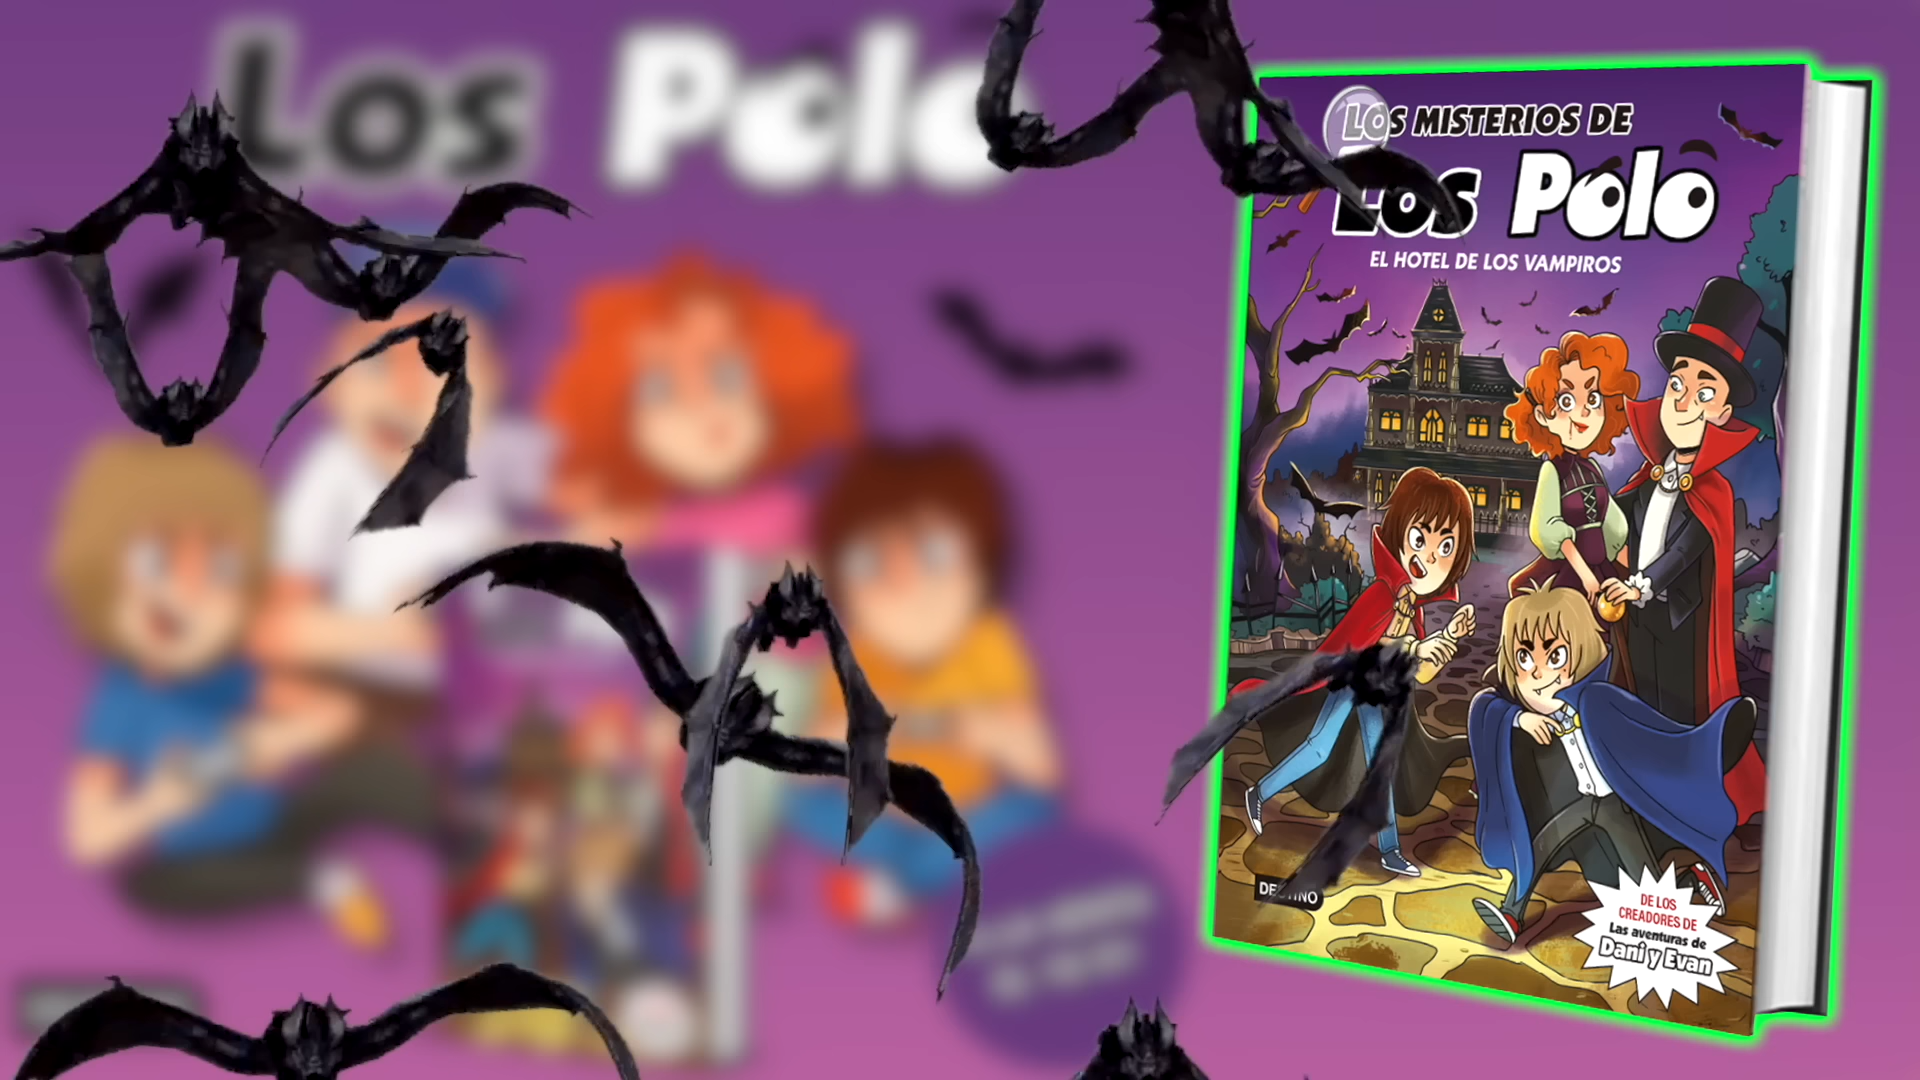 Los Polo
LOS MISTERIOS DE
Los Polo
EL HOTEL DE LOS VAMPIROS
DESTINO
DE LOS
CREADORES DE
Las aventuras de
Dani y Evan